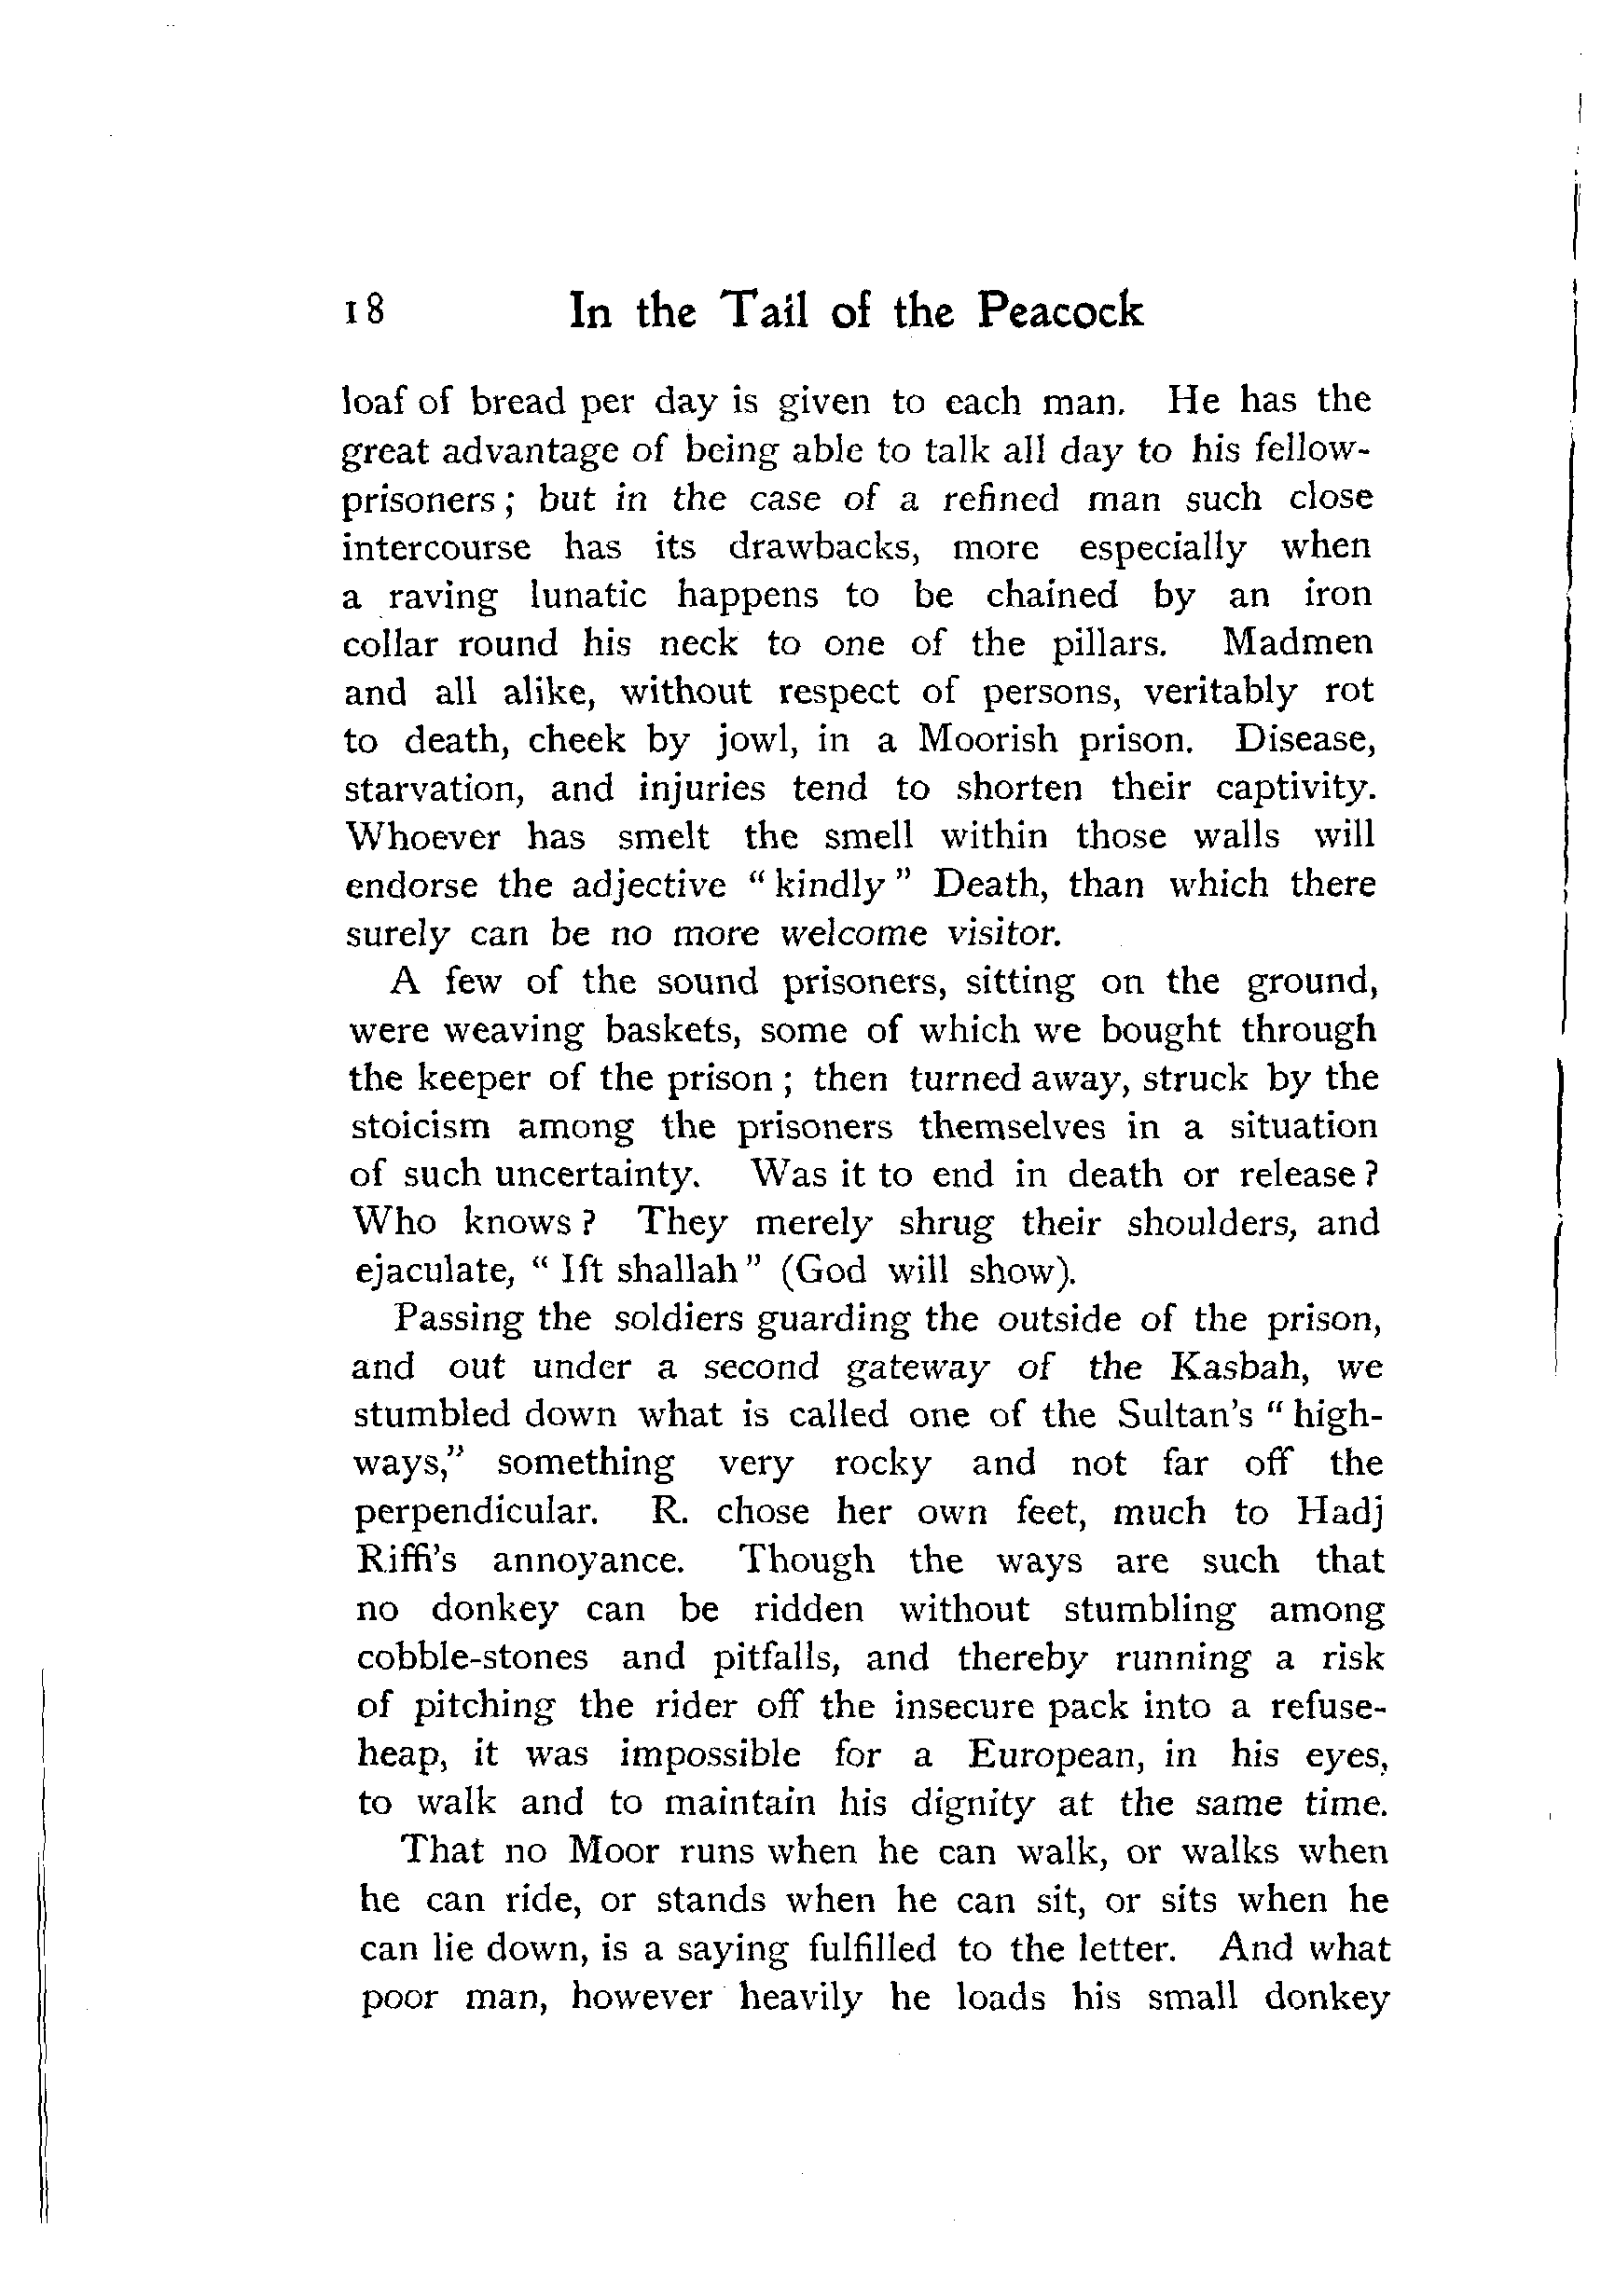 18 In the Tail of the Peacock
loaf of bread per day is given to each man. He has the
great advantage of being able to talk all day to his fellow-
prisoners ; but in the case of a refined man such close
intercourse has its drawbacks, more especially when
a raving lunatic happens to be chained by an iron
collar round his neck to one of the pillars. Madmen
and all alike, without respect of persons, veritably rot
to death, cheek by jowl, in a Moorish prison. Disease,
starvation, and injuries tend to shorten their captivity.
Whoever has smelt the smell within those walls will
endorse the adjective “ kindly ” Death, than which there
surely can be no more welcome visitor.
A few of the sound prisoners, sitting on the ground,
were weaving baskets, some of which we bought through
the keeper of the prison ; then turned away, struck by the
stoicism among the prisoners themselves in a situation
of such uncertainty. Was it to end in death or release ?
Who knows ? They merely shrug their shoulders, and
ejaculate, “ Ift shallah ” (God will show).
Passing the soldiers guarding the outside of the prison,
and out under a second gateway of the Kasbah, we
stumbled down what is called one of the Sultan's “ high-
ways,” something very rocky and not far off the
perpendicular. R. chose her own feet, much to Hadj
Riffi's annoyance. Though the ways are such that
no donkey can be ridden without stumbling among
cobble-stones and pitfalls, and thereby running a risk
of pitching the rider off the insecure pack into a refuse-
heap, it was impossible for a European, in his eyes,
to walk and to maintain his dignity at the same time.
That no Moor runs when he can walk, or walks when
he can ride, or stands when he can sit, or sits when he
can lie down, is a saying fulfilled to the letter. And what
poor man, however heavily he loads his small donkey